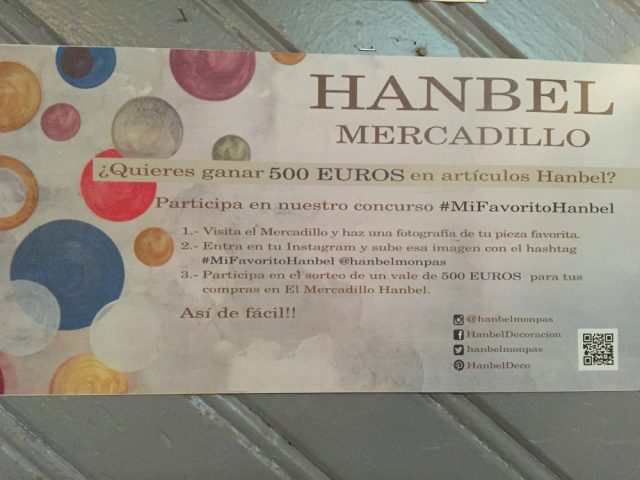 HANBEL
MERCADILLO
¿Quieres ganar 500 EUROS en artículos Hanbel?
Participa en nuestro concurso #MiFavoritoHanbel
1.- Visita el Mercadillo y haz una fotografía de tu pieza favorita.
2.- Entra en tu Instagram y sube esa imagen con el hashtag
#MiFavoritoHanbel @hanbelmonpas
3.- Participa en el sorteo de un vale de 500 EUROS para tus
compras en El Mercadillo Hanbel.
Así de fácil!!
@hanbelmonpas
HanbelDecoracion
hanbelmonpas
HanbelDeco